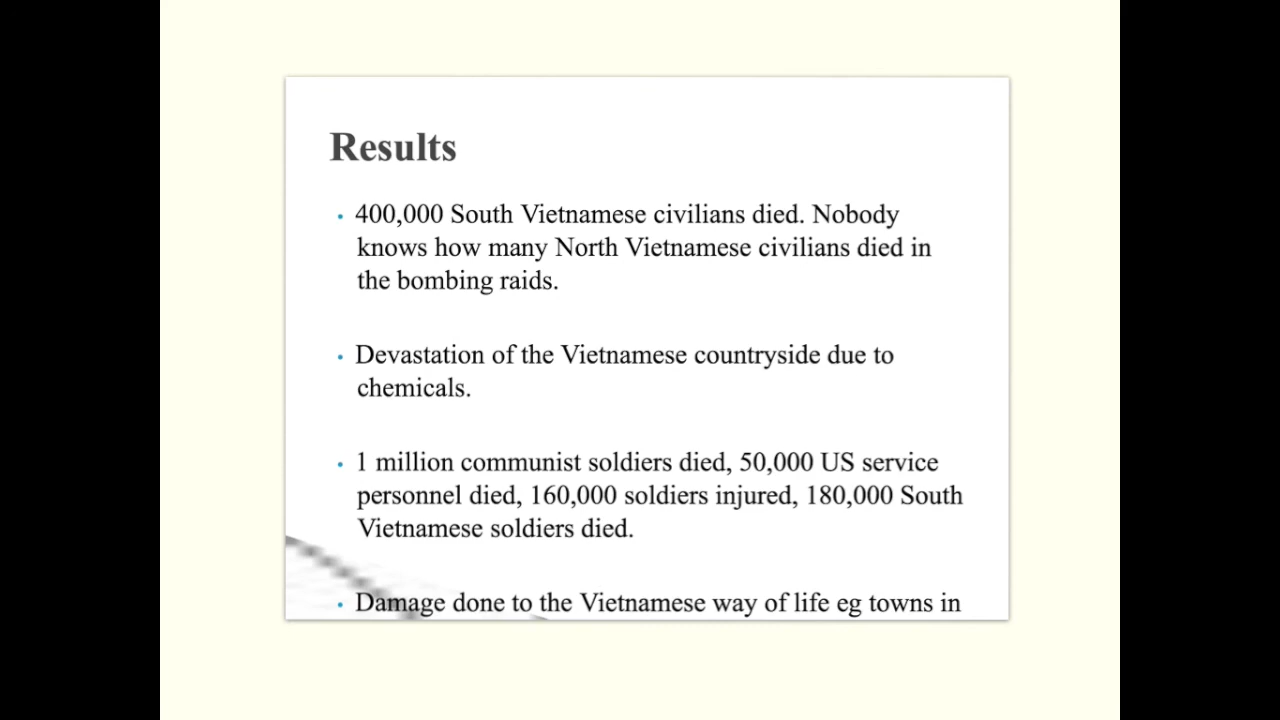 Results
• 400,000 South Vietnamese civilians died. Nobody
knows how many North Vietnamese civilians died in
the bombing raids.
• Devastation of the Vietnamese countryside due to
chemicals.
• 1 million communist soldiers died, 50,000 US service
personnel died, 160,000 soldiers injured, 180,000 South
Vietnamese soldiers died.
• Damage done to the Vietnamese way of life eg towns in